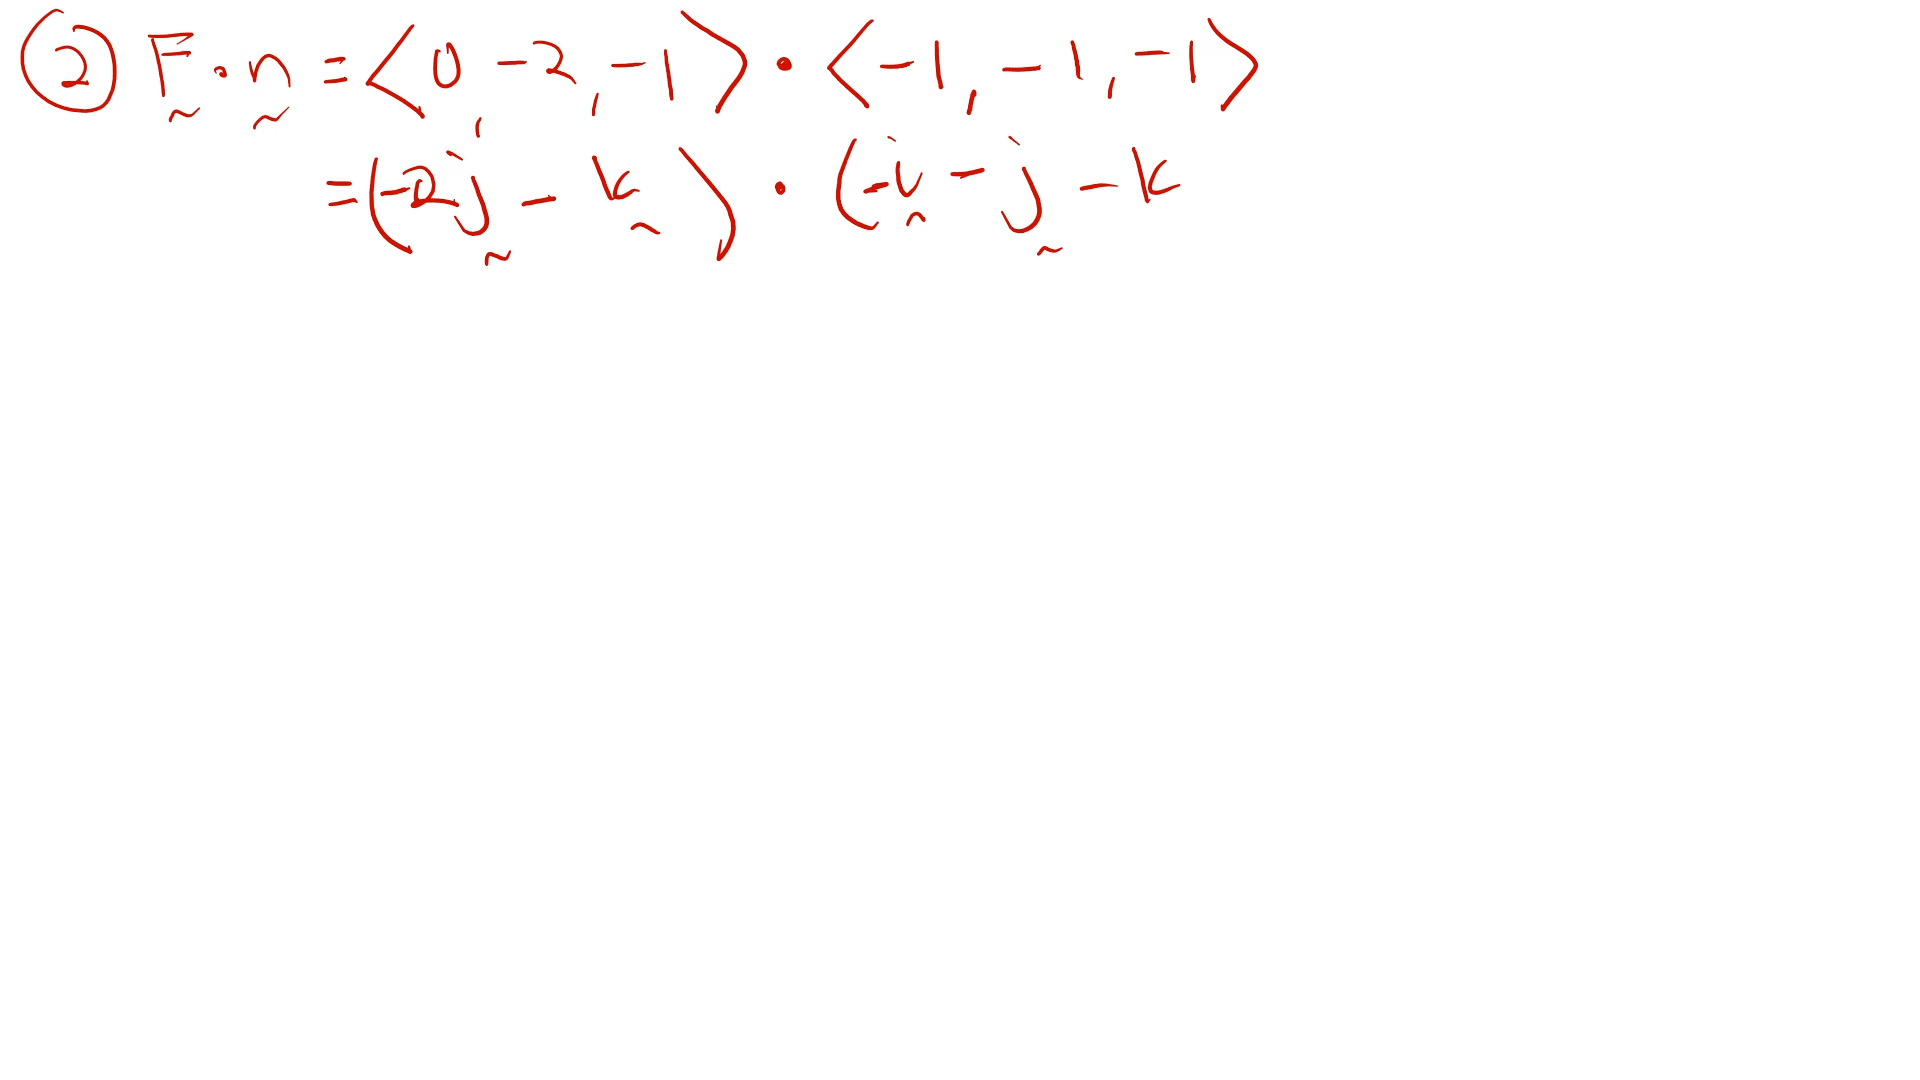 ② F · n = <0 -2, -1> · <-1, -1, -1>
= (-2j - k) · (-i - j - k